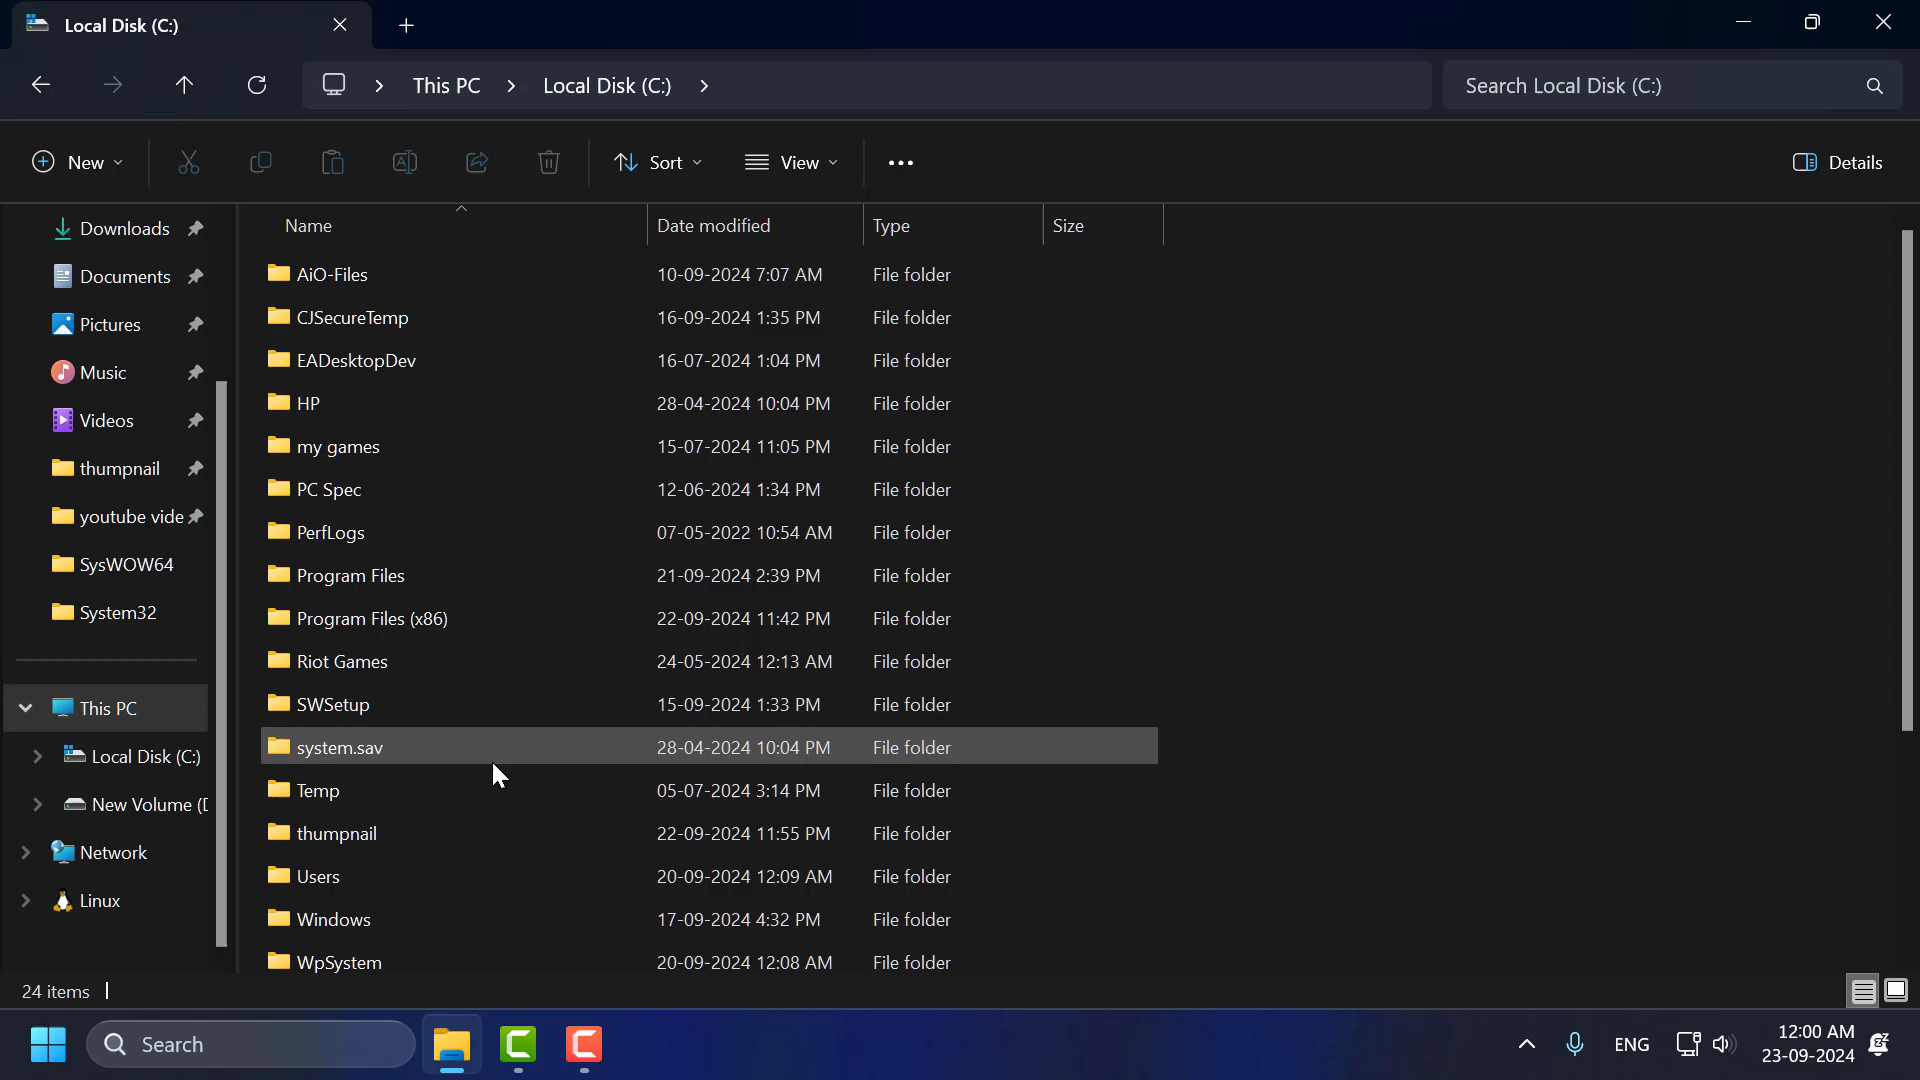 Local Disk (C:)
This PC > Local Disk (C:) >
Search Local Disk (C:)
New
Sort
View
Details
Downloads
Documents
Pictures
Music
Videos
thumpnail
youtube vide
SysWOW64
System32
This PC
Local Disk (C:)
New Volume (
Network
Linux
Name Date modified Type Size
AiO-Files 10-09-2024 7:07 AM File folder
CJSecureTemp 16-09-2024 1:35 PM File folder
EADesktopDev 16-07-2024 1:04 PM File folder
HP 28-04-2024 10:04 PM File folder
my games 15-07-2024 11:05 PM File folder
PC Spec 12-06-2024 1:34 PM File folder
PerfLogs 07-05-2022 10:54 AM File folder
Program Files 21-09-2024 2:39 PM File folder
Program Files (x86) 22-09-2024 11:42 PM File folder
Riot Games 24-05-2024 12:13 AM File folder
SWSetup 15-09-2024 1:33 PM File folder
system.sav 28-04-2024 10:04 PM File folder
Temp 05-07-2024 3:14 PM File folder
thumpnail 22-09-2024 11:55 PM File folder
Users 20-09-2024 12:09 AM File folder
Windows 17-09-2024 4:32 PM File folder
WpSystem 20-09-2024 12:08 AM File folder
24 items
Search
ENG
12:00 AM
23-09-2024